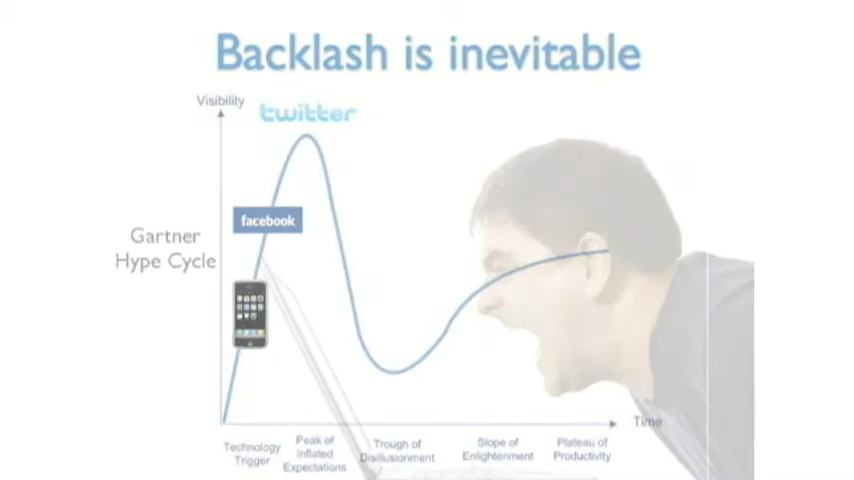 Backlash is inevitable
Visibility
twitter
facebook
Gartner
Hype Cycle
Time
Technology
Trigger
Peak of
Inflated
Expectations
Trough of
Disillusionment
Slope of
Enlightenment
Plateau of
Productivity